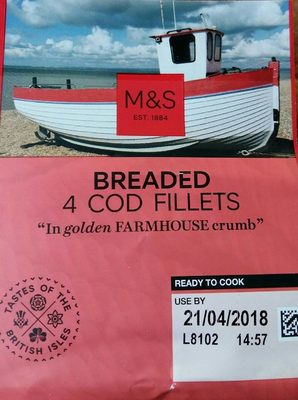 M&S
EST. 1884
BREADED
4 COD FILLETS
“In golden FARMHOUSE crumb”
TASTES OF THE
BRITISH ISLES
READY TO COOK
USE BY
21/04/2018
L8102 14:57